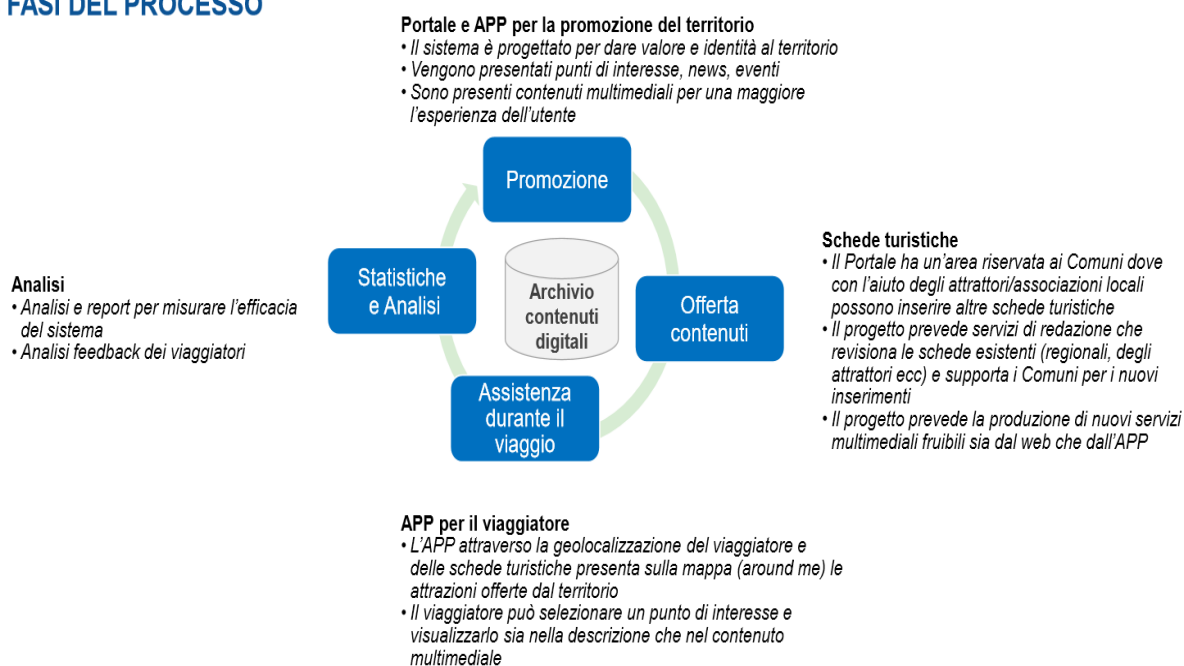 FASI DEL PROCESSO
Portale e APP per la promozione del territorio
• Il sistema è progettato per dare valore e identità al territorio
• Vengono presentati punti di interesse, news, eventi
• Sono presenti contenuti multimediali per una maggiore
l'esperienza dell'utente
Promozione
Statistiche
e Analisi
Archivio
contenuti
digitali
Offerta
contenuti
Assistenza
durante il
viaggio
Analisi
• Analisi e report per misurare l'efficacia
del sistema
• Analisi feedback dei viaggiatori
Schede turistiche
• Il Portale ha un'area riservata ai Comuni dove
con l'aiuto degli attrattori/associazioni locali
possono inserire altre schede turistiche
• Il progetto prevede servizi di redazione che
revisiona le schede esistenti (regionali, degli
attrattori ecc) e supporta i Comuni per i nuovi
inserimenti
• Il progetto prevede la produzione di nuovi servizi
multimediali fruibili sia dal web che dall'APP
APP per il viaggiatore
• L'APP attraverso la geolocalizzazione del viaggiatore e
delle schede turistiche presenta sulla mappa (around me) le
attrazioni offerte dal territorio
• Il viaggiatore può selezionare un punto di interesse e
visualizzarlo sia nella descrizione che nel contenuto
multimediale